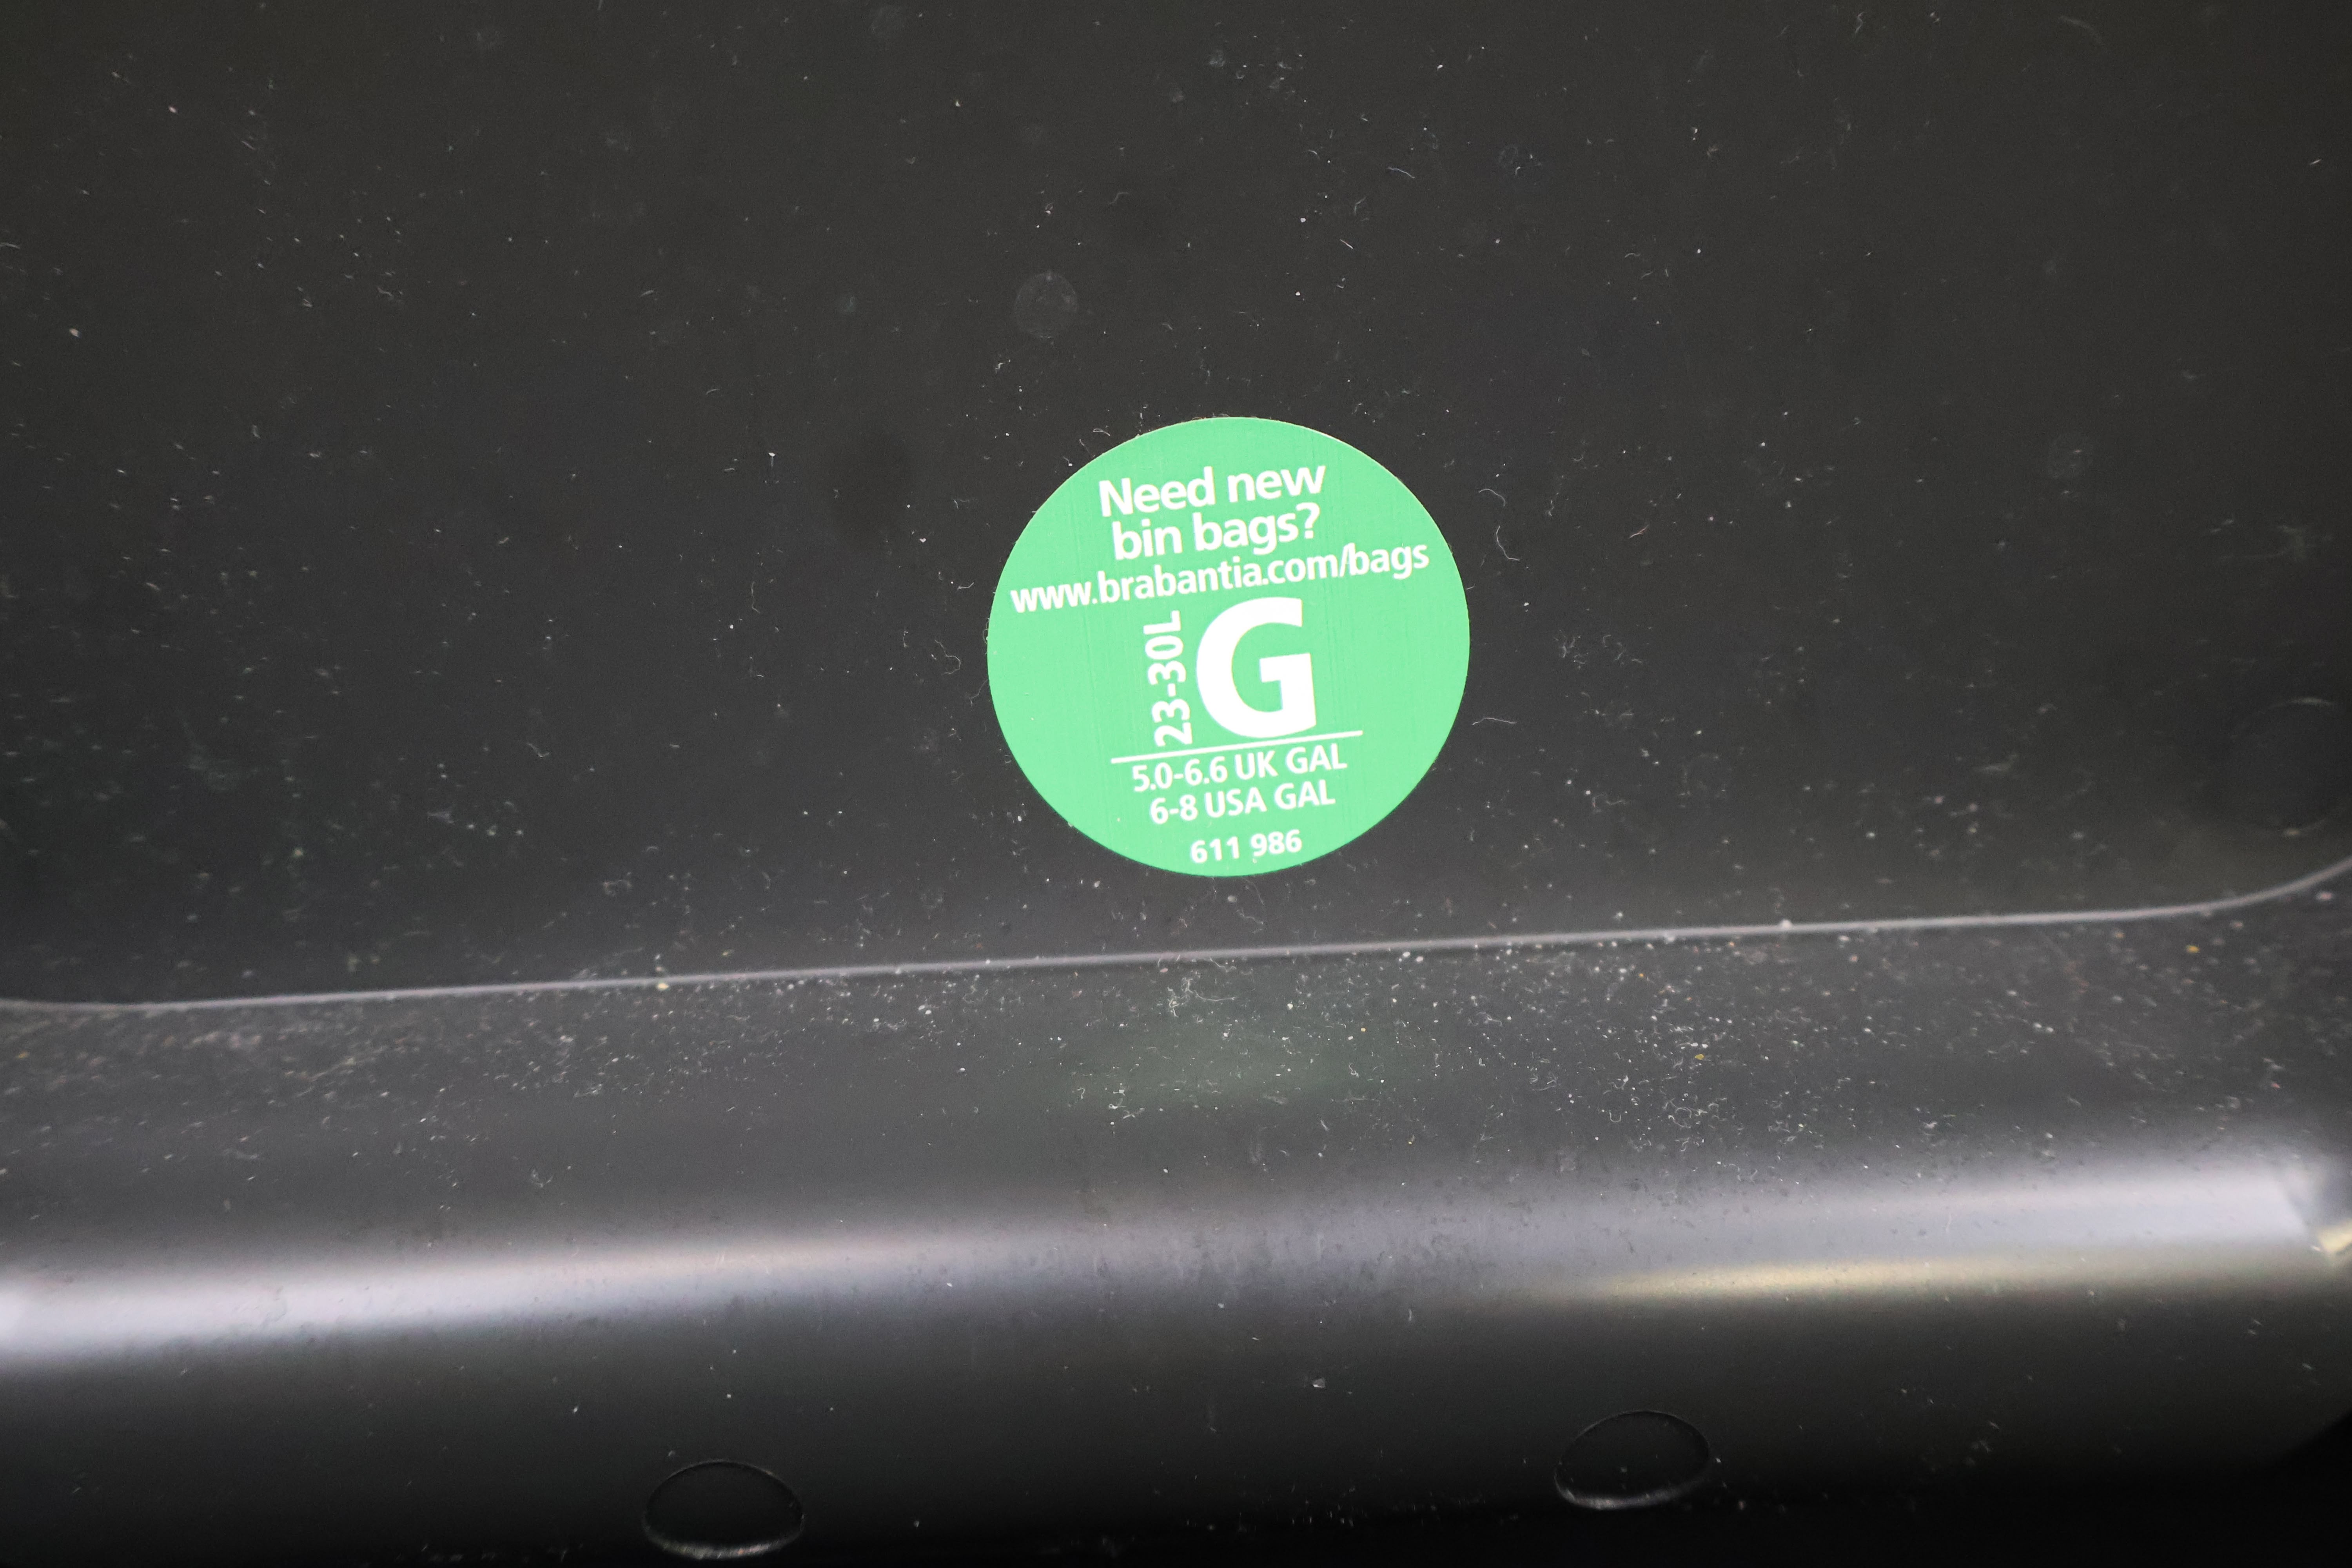 Need new
bin bags?
www.brabantia.com/bags
23-30L
G
5.0-6.6 UK GAL
6-8 USA GAL
611 986